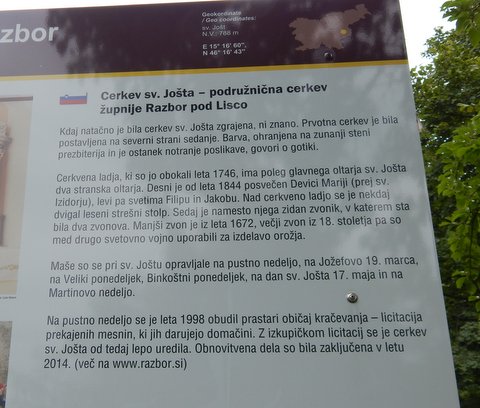 azbor
Geokoordinate
/ Geo coordinates:
sv. Jošt
N.V.: 786 m
E 15° 16' 60'',
N 46° 16' 43''
Cerkev sv. Jošta – podružnična cerkev
župnije Razbor pod Lisco
Kdaj natačno je bila cerkev sv. Jošta zgrajena, ni znano. Prvotna cerkev je bila
postavljena na severni strani sedanje. Barva, ohranjena na zunanji steni
prezbiterija in je ostanek notranje poslikave, govori o gotiki.
Cerkvena ladja, ki so jo obokali leta 1746, ima poleg glavnega oltarja sv. Jošta
dva stranska oltarja. Desni je od leta 1844 posvečen Devici Mariji (prej sv.
Izidorju), levi pa svetima Filipu in Jakobu. Nad cerkveno ladjo se je nekdaj
dvigal leseni strešni stolp. Sedaj je namesto njega zidan zvonik, v katerem sta
bila dva zvonova. Manjši zvon je iz leta 1672, večji zvon iz 18. stoletja pa so
med drugo svetovno vojno uporabili za izdelavo orožja.
Maše so se pri sv. Joštu opravljale na pustno nedeljo, na Jožefovo 19. marca,
na Veliki ponedeljek, Binkoštni ponedeljek, na dan sv. Jošta 17. maja in na
Martinovo nedeljo.
Na pustno nedeljo se je leta 1998 obudil prastari običaj kračevanja – licitacija
prekajenih mesnin, ki jih darujejo domačini. Z izkupičkom licitacij se je cerkev
sv. Jošta od tedaj lepo uredila. Obnovitvena dela so bila zaključena v letu
2014. (več na www.razbor.si)